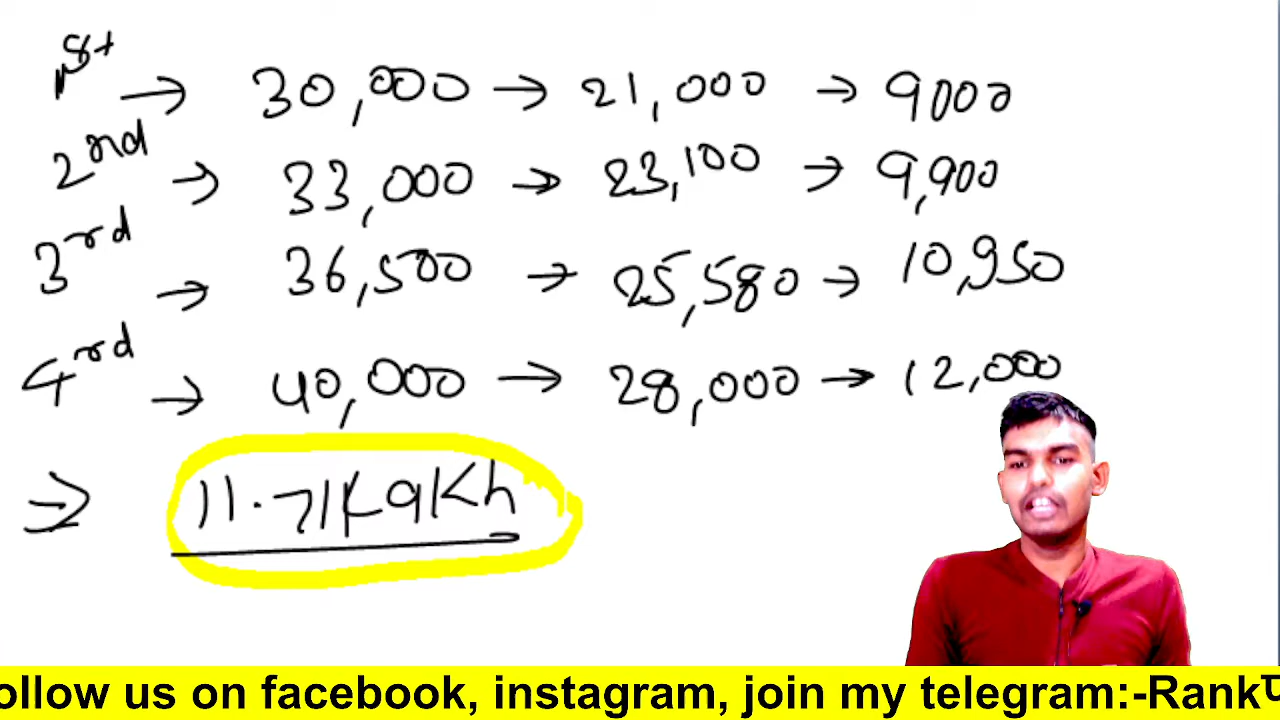 1st → 30,000 → 21,000 → 9000
2nd → 33,000 → 23,100 → 9,900
3rd → 36,500 → 25,580 → 10,950
4rd → 40,000 → 28,000 → 12,000
⇒ 11.71K9Kh
ollow us on facebook, instagram, join my telegram:-Rank